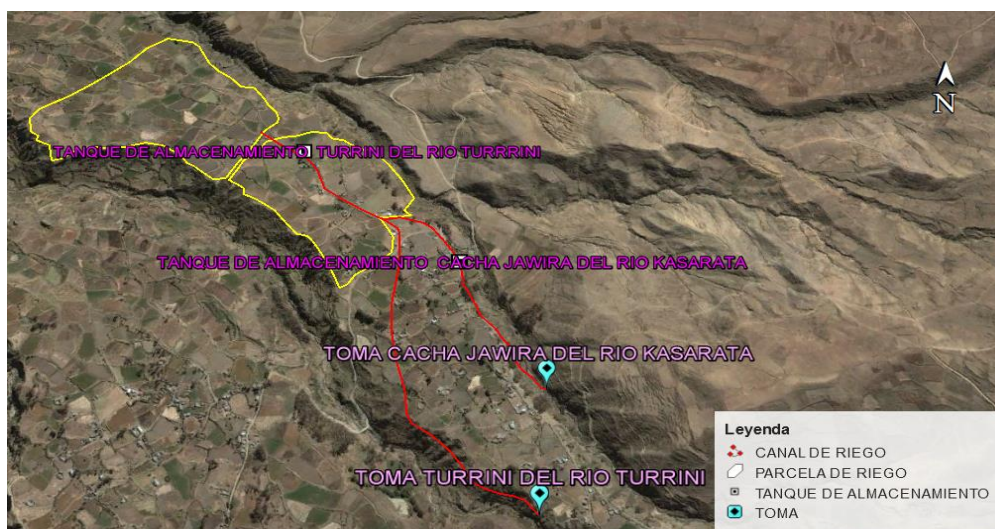 N
TANQUE DE ALMACENAMIENTO TURRINI DEL RIO TURRRINI
TANQUE DE ALMACENAMIENTO CACHA JAWIRA DEL RIO KASARATA
TOMA CACHA JAWIRA DEL RIO KASARATA
TOMA TURRINI DEL RIO TURRINI
Leyenda
CANAL DE RIEGO
PARCELA DE RIEGO
TANQUE DE ALMACENAMIENTO
TOMA